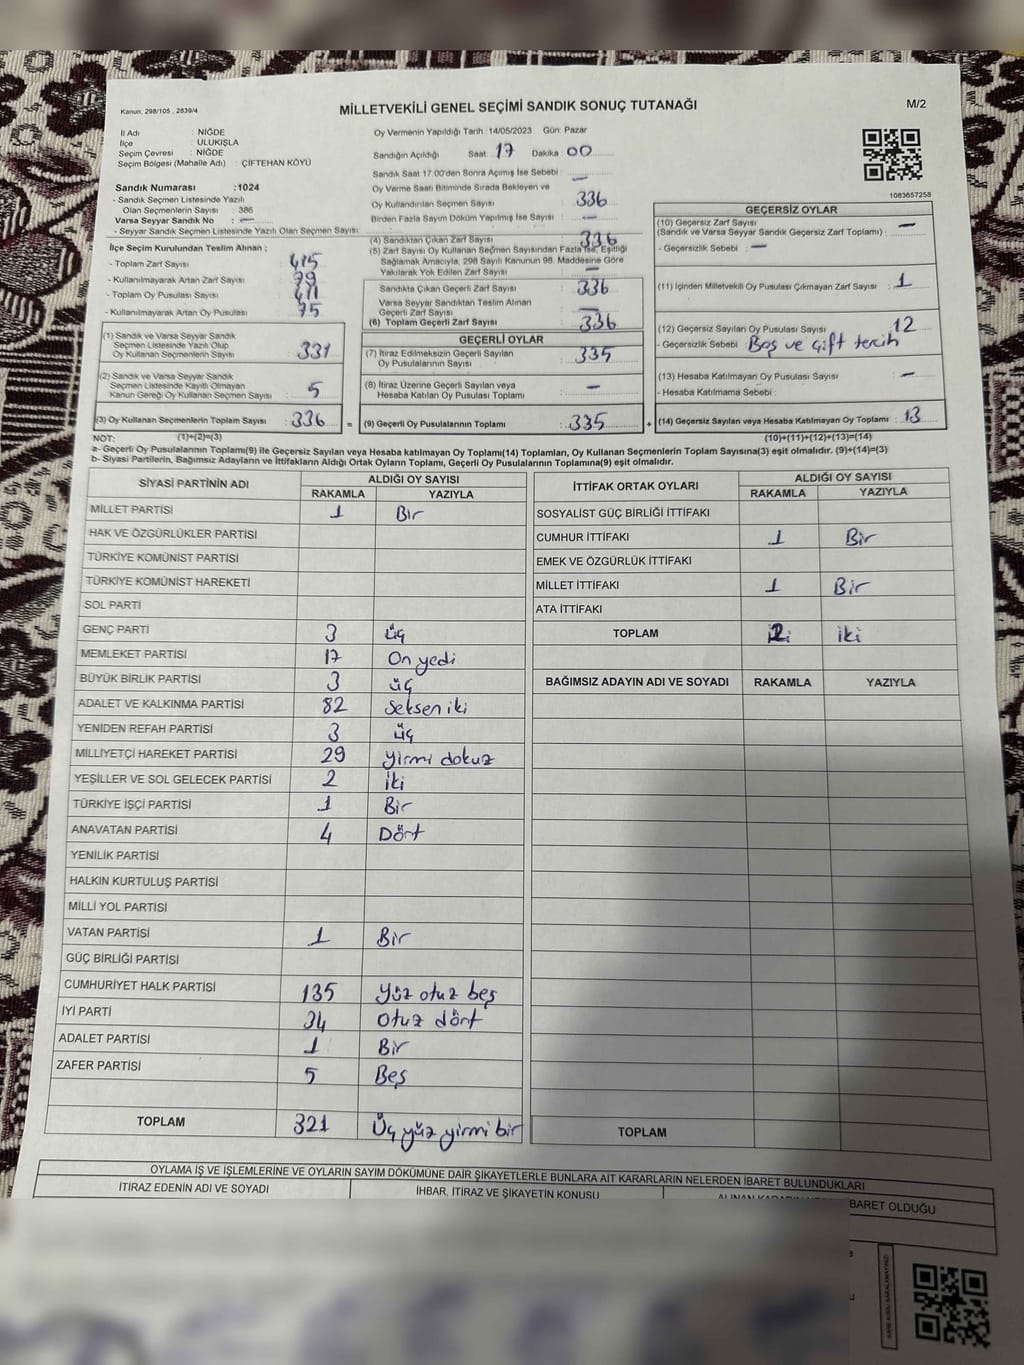 Kanun, 298/105 , 2839/4
MİLLETVEKİLİ GENEL SEÇİMİ SANDIK SONUÇ TUTANAĞI
M/2
İl Adı : NİĞDE
İlçe : ULUKIŞLA
Seçim Çevresi : NİĞDE
Seçim Bölgesi (Mahalle Adı) : ÇİFTEHAN KÖYÜ
Sandık Numarası :1024
- Sandık Seçmen Listesinde Yazılı
Olan Seçmenlerin Sayısı : 386
Varsa Seyyar Sandık No : —
- Seyyar Sandık Seçmen Listesinde Yazılı Olan Seçmen Sayısı:
Oy Vermenin Yapıldığı Tarih :14/05/2023 Gün: Pazar
Sandığın Açıldığı Saat: 17 Dakika: 00
Sandık Saat 17:00'den Sonra Açımış İse Sebebi : —
Oy Verme Saati Bitiminde Sırada Bekleyen ve
Oy Kullandırılan Seçmen Sayısı : 336
Birden Fazla Sayım Döküm Yapılmış İse Sayısı : —
1083657258
İlçe Seçim Kurulundan Teslim Alınan :
- Toplam Zarf Sayısı : 415
- Kullanılmayarak Artan Zarf Sayısı : 79
- Toplam Oy Pusulası Sayısı : 411
- Kullanılmayarak Artan Oy Pusulası : 75
(1) Sandık ve Varsa Seyyar Sandık
Seçmen Listesinde Yazılı Olup
Oy Kullanan Seçmenlerin Sayısı : 331
(2) Sandık ve Varsa Seyyar Sandık
Seçmen Listesinde Kayıtlı Olmayan
Kanun Gereği Oy Kullanan Seçmen Sayısı : 5
(3) Oy Kullanan Seçmenlerin Toplam Sayısı : 336
(4) Sandıktan Çıkan Zarf Sayısı : 336
(5) Zarf Sayısı Oy Kullanan Seçmen Sayısından Fazla İse, Eşitliği
Sağlamak Amacıyla, 298 Sayılı Kanunun 98. Maddesine Göre
Yakılarak Yok Edilen Zarf Sayısı : —
Sandıkta Çıkan Geçerli Zarf Sayısı : 336
Varsa Seyyar Sandıktan Teslim Alınan
Geçerli Zarf Sayısı : —
(6) Toplam Geçerli Zarf Sayısı : 336
GEÇERLİ OYLAR
(7) İtiraz Edilmeksizin Geçerli Sayılan
Oy Pusulalarının Sayısı : 335
(8) İtiraz Üzerine Geçerli Sayılan veya
Hesaba Katılan Oy Pusulası Toplamı : —
= (9) Geçerli Oy Pusulalarının Toplamı : 335 +
GEÇERSİZ OYLAR
(10) Geçersiz Zarf Sayısı
(Sandık ve Varsa Seyyar Sandık Geçersiz Zarf Toplamı) : —
- Geçersizlik Sebebi : —
(11) İçinden Milletvekili Oy Pusulası Çıkmayan Zarf Sayısı : 1
(12) Geçersiz Sayılan Oy Pusulası Sayısı : 12
- Geçersizlik Sebebi : Boş ve çift tercih
(13) Hesaba Katılmayan Oy Pusulası Sayısı : —
- Hesaba Katılmama Sebebi :
(14) Geçersiz Sayılan veya Hesaba Katılmayan Oy Toplamı : 13
NOT: (1)+(2)=(3) (10)+(11)+(12)+(13)=(14)
a- Geçerli Oy Pusulalarının Toplamı(9) ile Geçersiz Sayılan veya Hesaba katılmayan Oy Toplamı(14) Toplamları, Oy Kullanan Seçmenlerin Toplam Sayısına(3) eşit olmalıdır. (9)+(14)=(3)
b- Siyasi Partilerin, Bağımsız Adayların ve İttifakların Aldığı Ortak Oyların Toplamı, Geçerli Oy Pusulalarının Toplamına(9) eşit olmalıdır.
SİYASİ PARTİNİN ADI ALDIĞI OY SAYISI
RAKAMLA YAZIYLA
MİLLET PARTİSİ 1 Bir
HAK VE ÖZGÜRLÜKLER PARTİSİ
TÜRKİYE KOMÜNİST PARTİSİ
TÜRKİYE KOMÜNİST HAREKETİ
SOL PARTİ
GENÇ PARTİ 3 üç
MEMLEKET PARTİSİ 17 On yedi
BÜYÜK BİRLİK PARTİSİ 3 üç
ADALET VE KALKINMA PARTİSİ 82 seksen iki
YENİDEN REFAH PARTİSİ 3 üç
MİLLİYETÇİ HAREKET PARTİSİ 29 yirmi dokuz
YEŞİLLER VE SOL GELECEK PARTİSİ 2 iki
TÜRKİYE İŞÇİ PARTİSİ 1 Bir
ANAVATAN PARTİSİ 4 Dört
YENİLİK PARTİSİ
HALKIN KURTULUŞ PARTİSİ
MİLLİ YOL PARTİSİ
VATAN PARTİSİ 1 Bir
GÜÇ BİRLİĞİ PARTİSİ
CUMHURİYET HALK PARTİSİ 135 Yüz otuz beş
İYİ PARTİ 34 otuz dört
ADALET PARTİSİ 1 Bir
ZAFER PARTİSİ 5 Beş
TOPLAM 321 Üç yüz yirmi bir
İTTİFAK ORTAK OYLARI ALDIĞI OY SAYISI
RAKAMLA YAZIYLA
SOSYALİST GÜÇ BİRLİĞİ İTTİFAKI
CUMHUR İTTİFAKI 1 Bir
EMEK VE ÖZGÜRLÜK İTTİFAKI
MİLLET İTTİFAKI 1 Bir
ATA İTTİFAKI
TOPLAM 2 iki
BAĞIMSIZ ADAYIN ADI VE SOYADI RAKAMLA YAZIYLA
TOPLAM
OYLAMA İŞ VE İŞLEMLERİNE VE OYLARIN SAYIM DÖKÜMÜNE DAİR ŞİKAYETLERLE BUNLARA AİT KARARLARIN NELERDEN İBARET BULUNDUKLARI
İTİRAZ EDENİN ADI VE SOYADI İHBAR, İTİRAZ VE ŞİKAYETİN KONUSU
BARET OLDUĞU